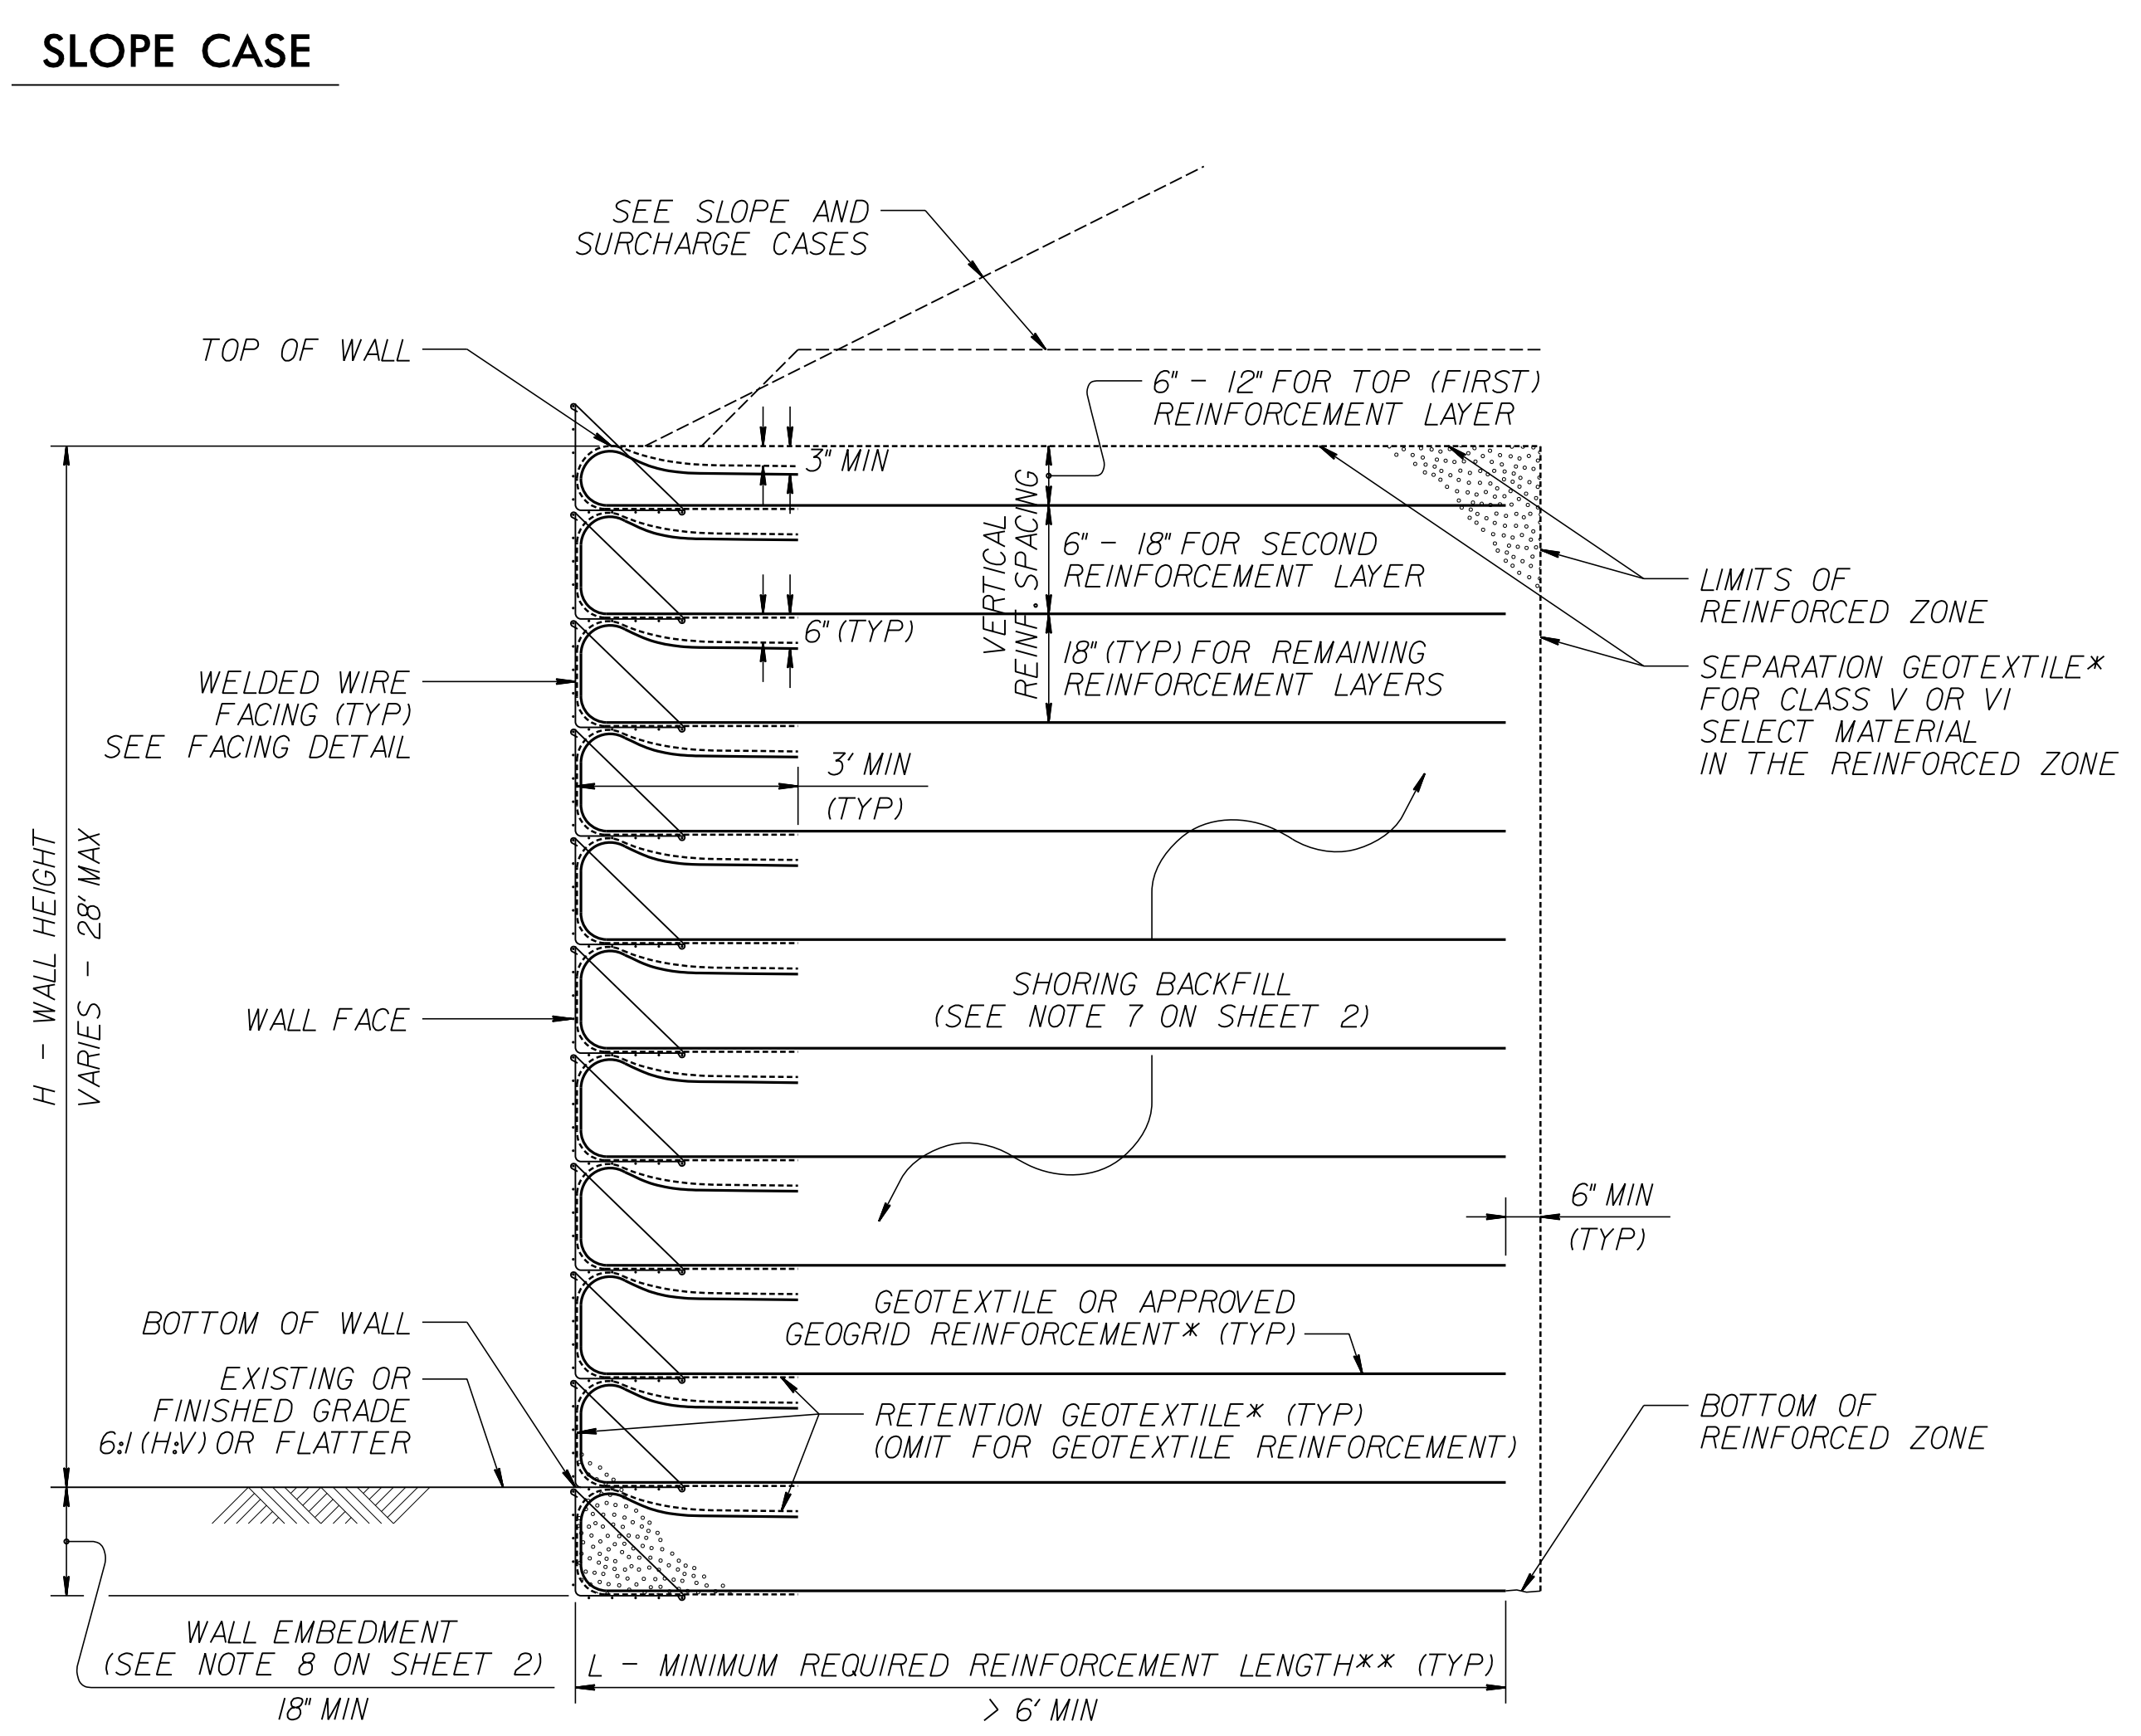 SLOPE CASE
SEE SLOPE AND
SURCHARGE CASES
TOP OF WALL
6" - 12" FOR TOP (FIRST)
REINFORCEMENT LAYER
3" MIN
VERTICAL
REINF. SPACING
6" - 18" FOR SECOND
REINFORCEMENT LAYER
LIMITS OF
REINFORCED ZONE
6" (TYP)
18" (TYP) FOR REMAINING
REINFORCEMENT LAYERS
SEPARATION GEOTEXTILE*
FOR CLASS V OR VI
SELECT MATERIAL
IN THE REINFORCED ZONE
WELDED WIRE
FACING (TYP)
SEE FACING DETAIL
3' MIN
(TYP)
H - WALL HEIGHT
VARIES - 28' MAX
WALL FACE
SHORING BACKFILL
(SEE NOTE 7 ON SHEET 2)
6" MIN
(TYP)
GEOTEXTILE OR APPROVED
GEOGRID REINFORCEMENT* (TYP)
BOTTOM OF WALL
EXISTING OR
FINISHED GRADE
6:1 (H:V) OR FLATTER
RETENTION GEOTEXTILE* (TYP)
(OMIT FOR GEOTEXTILE REINFORCEMENT)
BOTTOM OF
REINFORCED ZONE
WALL EMBEDMENT
(SEE NOTE 8 ON SHEET 2)
18" MIN
L - MINIMUM REQUIRED REINFORCEMENT LENGTH** (TYP)
> 6' MIN